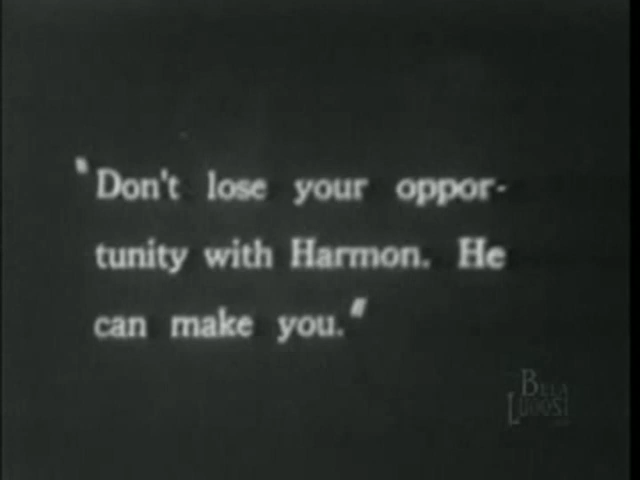 "Don't lose your oppor-
tunity with Harmon. He
can make you."
BELA
LUGOSI